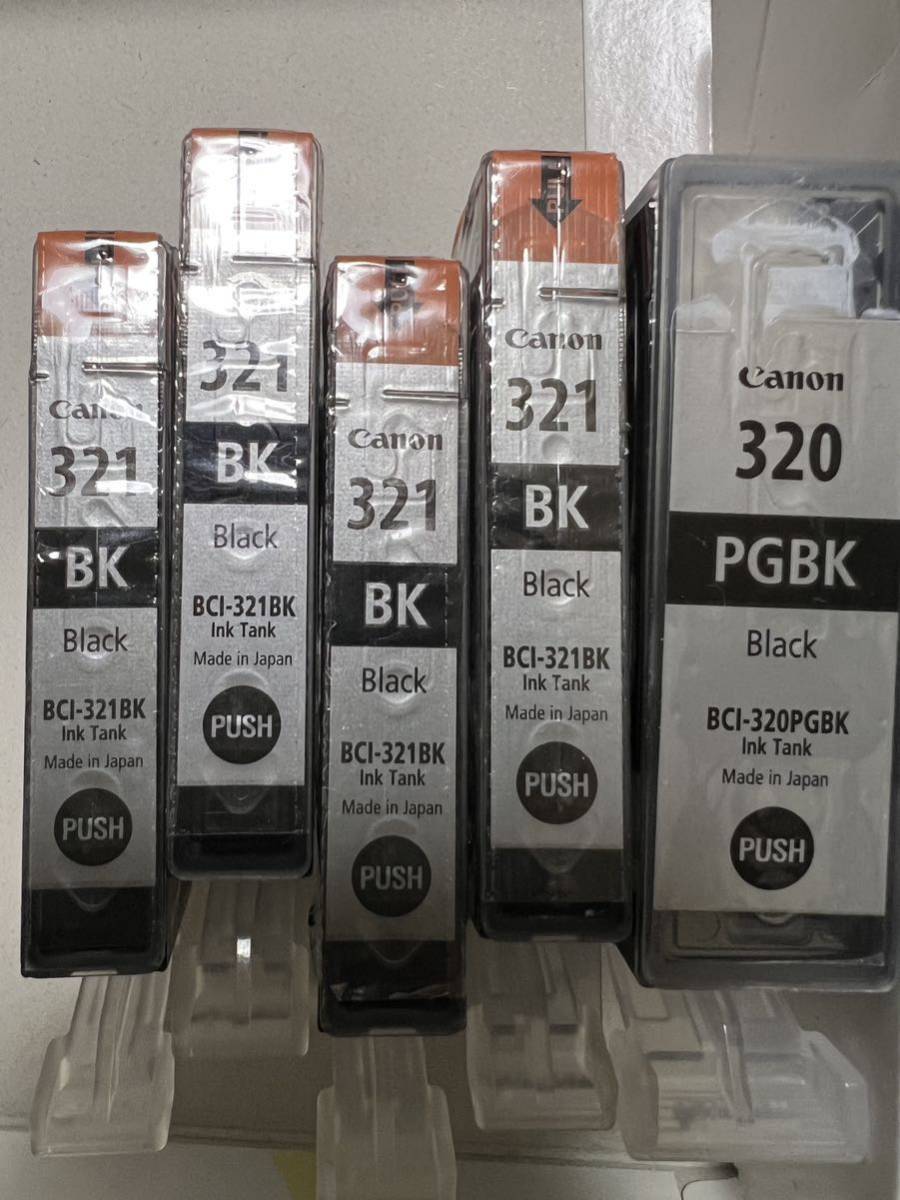 Canon
321
BK
Black
BCI-321BK
Ink Tank
Made in Japan
PUSH
321
BK
Black
BCI-321BK
Ink Tank
Made in Japan
PUSH
Canon
321
BK
Black
BCI-321BK
Ink Tank
Made in Japan
PUSH
Canon
321
BK
Black
BCI-321BK
Ink Tank
Made in Japan
PUSH
Canon
320
PGBK
Black
BCI-320PGBK
Ink Tank
Made in Japan
PUSH